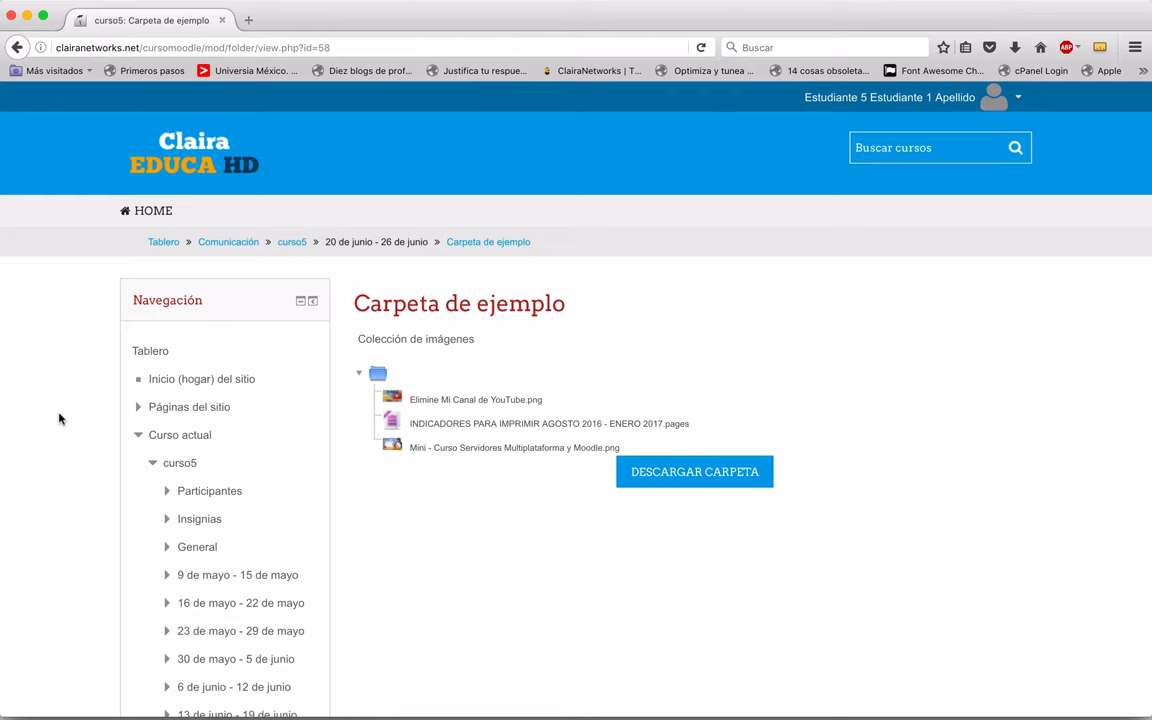 curso5: Carpeta de ejemplo
clairanetworks.net/cursomoodle/mod/folder/view.php?id=58
Buscar
ABP
Más visitados
Primeros pasos
Universia México. ...
Diez blogs de prof...
Justifica tu respue...
ClairaNetworks | T...
Optimiza y tunea ...
14 cosas obsoleta...
Font Awesome Ch...
cPanel Login
Apple
Estudiante 5 Estudiante 1 Apellido
Claira
EDUCA HD
Buscar cursos
HOME
Tablero » Comunicación » curso5 » 20 de junio - 26 de junio » Carpeta de ejemplo
Navegación
Tablero
Inicio (hogar) del sitio
Páginas del sitio
Curso actual
curso5
Participantes
Insignias
General
9 de mayo - 15 de mayo
16 de mayo - 22 de mayo
23 de mayo - 29 de mayo
30 de mayo - 5 de junio
6 de junio - 12 de junio
13 de junio - 19 de junio
Carpeta de ejemplo
Colección de imágenes
Elimine Mi Canal de YouTube.png
INDICADORES PARA IMPRIMIR AGOSTO 2016 - ENERO 2017.pages
Mini - Curso Servidores Multiplataforma y Moodle.png
DESCARGAR CARPETA